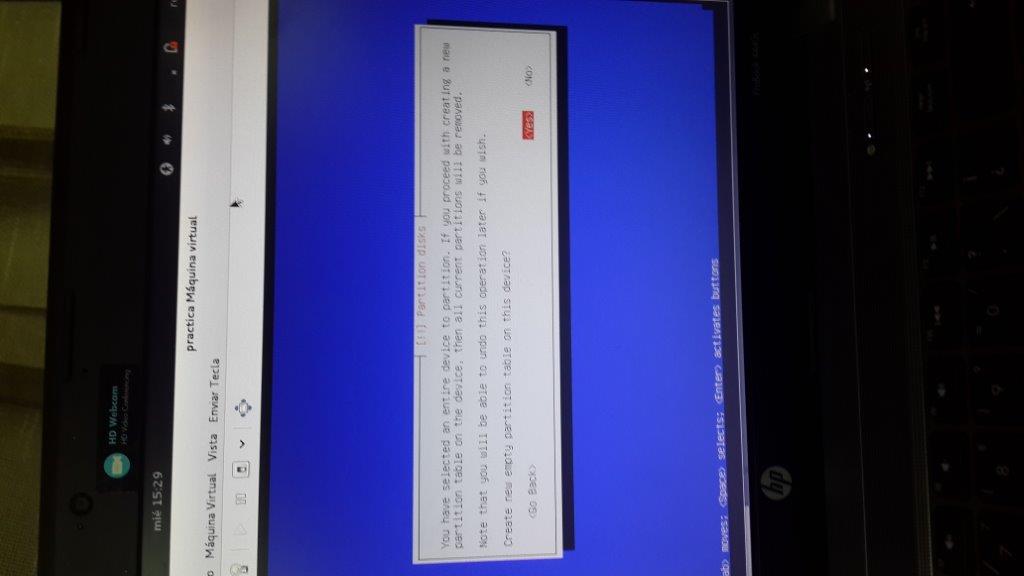 HD Webcam
HD Video Conferencing
mié 15:29
practica Máquina virtual
Máquina Virtual Vista Enviar Tecla
[!!] Partition disks
You have selected an entire device to partition. If you proceed with creating a new
partition table on the device, then all current partitions will be removed.
Note that you will be able to undo this operation later if you wish.
Create new empty partition table on this device?
<Go Back> <Yes> <No>
moves; <Space> selects; <Enter> activates buttons
hp